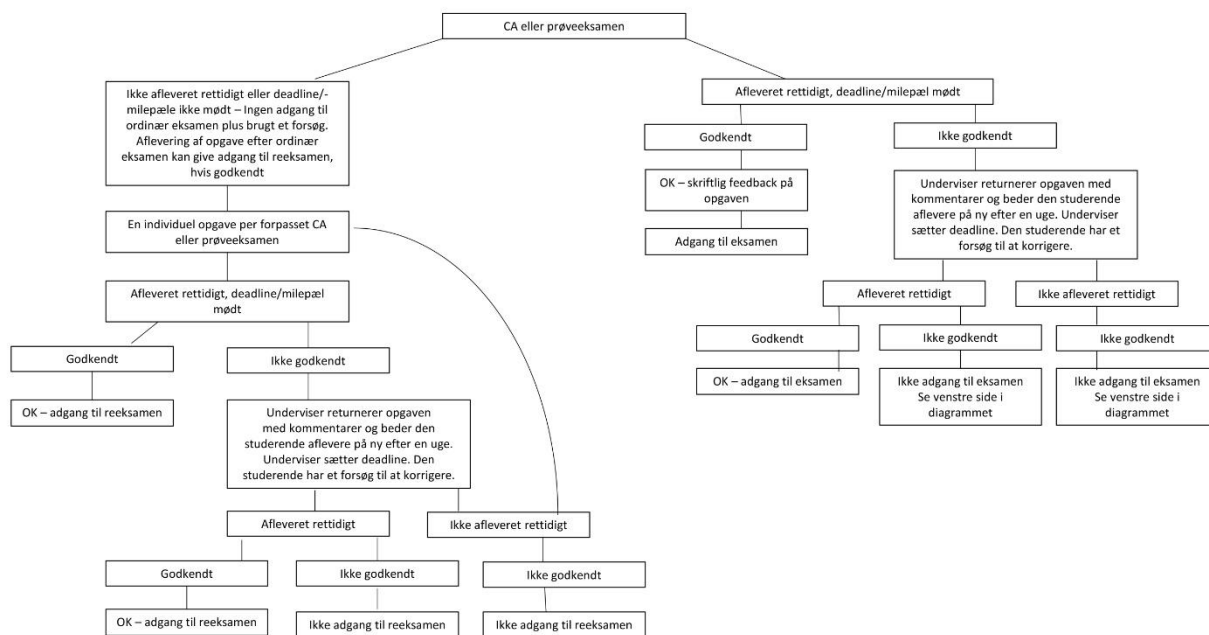 CA eller prøveeksamen
Ikke afleveret rettidigt eller deadline/-
milepæle ikke mødt – Ingen adgang til
ordinær eksamen plus brugt et forsøg.
Aflevering af opgave efter ordinær
eksamen kan give adgang til reeksamen,
hvis godkendt
En individuel opgave per forpasset CA
eller prøveeksamen
Afleveret rettidigt, deadline/milepæl
mødt
Godkendt
Ikke godkendt
OK – adgang til reeksamen
Underviser returnerer opgaven
med kommentarer og beder den
studerende aflevere på ny efter en uge.
Underviser sætter deadline. Den
studerende har et forsøg til at korrigere.
Afleveret rettidigt
Ikke afleveret rettidigt
Godkendt
Ikke godkendt
Ikke godkendt
OK – adgang til reeksamen
Ikke adgang til reeksamen
Ikke adgang til reeksamen
Afleveret rettidigt, deadline/milepæl mødt
Godkendt
Ikke godkendt
OK – skriftlig feedback på
opgaven
Adgang til eksamen
Underviser returnerer opgaven med
kommentarer og beder den studerende
aflevere på ny efter en uge. Underviser
sætter deadline. Den studerende har et
forsøg til at korrigere.
Afleveret rettidigt
Ikke afleveret rettidigt
Godkendt
Ikke godkendt
Ikke godkendt
OK – adgang til eksamen
Ikke adgang til eksamen
Se venstre side i
diagrammet
Ikke adgang til eksamen
Se venstre side i
diagrammet